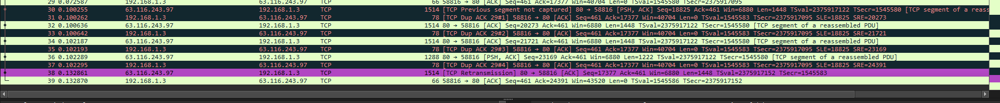 29 0.072587 192.168.1.3 63.116.243.97 TCP 66 58816 → 80 [ACK] Seq=461 Ack=17377 Win=40704 Len=0 TSval=1545580 TSecr=2375917095
30 0.100255 63.116.243.97 192.168.1.3 TCP 1514 [TCP Previous segment not captured] 80 → 58816 [PSH, ACK] Seq=18825 Ack=461 Win=6880 Len=1448 TSval=2375917122 TSecr=1545580 [TCP segment of a reass
31 0.100262 192.168.1.3 63.116.243.97 TCP 78 [TCP Dup ACK 29#1] 58816 → 80 [ACK] Seq=461 Ack=17377 Win=40704 Len=0 TSval=1545583 TSecr=2375917095 SLE=18825 SRE=20273
32 0.100636 63.116.243.97 192.168.1.3 TCP 1514 80 → 58816 [ACK] Seq=20273 Ack=461 Win=6880 Len=1448 TSval=2375917122 TSecr=1545580 [TCP segment of a reassembled PDU]
33 0.100642 192.168.1.3 63.116.243.97 TCP 78 [TCP Dup ACK 29#2] 58816 → 80 [ACK] Seq=461 Ack=17377 Win=40704 Len=0 TSval=1545583 TSecr=2375917095 SLE=18825 SRE=21721
34 0.102187 63.116.243.97 192.168.1.3 TCP 1514 80 → 58816 [ACK] Seq=21721 Ack=461 Win=6880 Len=1448 TSval=2375917122 TSecr=1545580 [TCP segment of a reassembled PDU]
35 0.102193 192.168.1.3 63.116.243.97 TCP 78 [TCP Dup ACK 29#3] 58816 → 80 [ACK] Seq=461 Ack=17377 Win=40704 Len=0 TSval=1545583 TSecr=2375917095 SLE=18825 SRE=23169
36 0.102289 63.116.243.97 192.168.1.3 TCP 1288 80 → 58816 [PSH, ACK] Seq=23169 Ack=461 Win=6880 Len=1222 TSval=2375917122 TSecr=1545580 [TCP segment of a reassembled PDU]
37 0.102295 192.168.1.3 63.116.243.97 TCP 78 [TCP Dup ACK 29#4] 58816 → 80 [ACK] Seq=461 Ack=17377 Win=40704 Len=0 TSval=1545583 TSecr=2375917095 SLE=18825 SRE=24391
38 0.132861 63.116.243.97 192.168.1.3 TCP 1514 [TCP Retransmission] 80 → 58816 [ACK] Seq=17377 Ack=461 Win=6880 Len=1448 TSval=2375917152 TSecr=1545583
39 0.132870 192.168.1.3 63.116.243.97 TCP 66 58816 → 80 [ACK] Seq=461 Ack=24391 Win=43520 Len=0 TSval=1545586 TSecr=2375917152